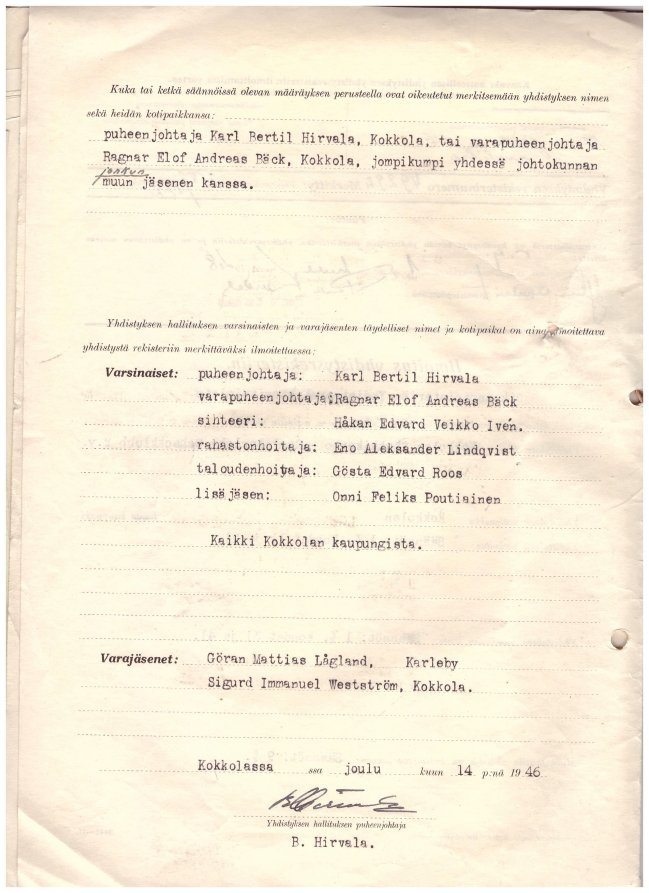 Kuka tai ketkä säännöissä olevan määräyksen perusteella ovat oikeutetut merkitsemään yhdistyksen nimen
sekä heidän kotipaikkansa:
puheenjohtaja Karl Bertil Hirvala, Kokkola, tai varapuheenjohtaja
Ragnar Elof Andreas Bäck, Kokkola, jompikumpi yhdessä johtokunnan
jonkun
muun jäsenen kanssa.
Yhdistyksen hallituksen varsinaisten ja varajäsenten täydelliset nimet ja kotipaikat on aina ilmoitettava
yhdistystä rekisteriin merkittäväksi ilmoitettaessa:
Varsinaiset: puheenjohtaja: Karl Bertil Hirvala
varapuheenjohtaja:Ragnar Elof Andreas Bäck
sihteeri: Håkan Edvard Veikko Ivén.
rahastonhoitaja: Eno Aleksander Lindqvist
taloudenhoitaja: Gösta Edvard Roos
lisäjäsen: Onni Feliks Poutiainen
Kaikki Kokkolan kaupungista.
Varajäsenet: Göran Mattias Lågland, Karleby
Sigurd Immanuel Westström, Kokkola.
Kokkolassa ssa joulu kuun 14 p:nä 1946
Yhdistyksen hallituksen puheenjohtaja
B. Hirvala.